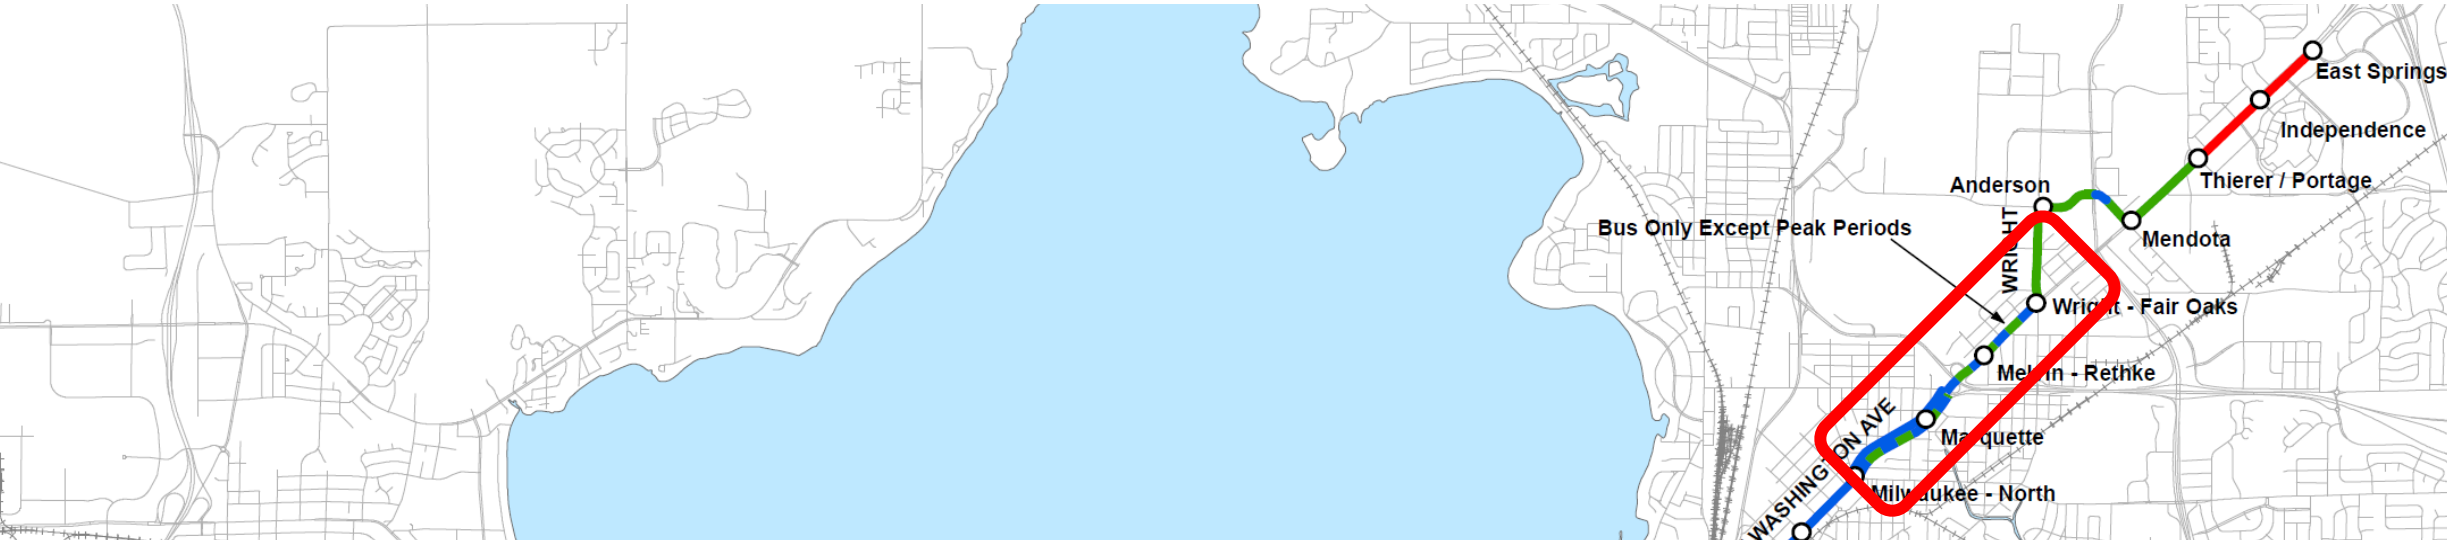 East Springs
Independence
Thierer / Portage
Anderson
Mendota
Bus Only Except Peak Periods
WRIGHT
Wright - Fair Oaks
Melvin - Rethke
Marquette
Milwaukee - North
WASHINGTON AVE